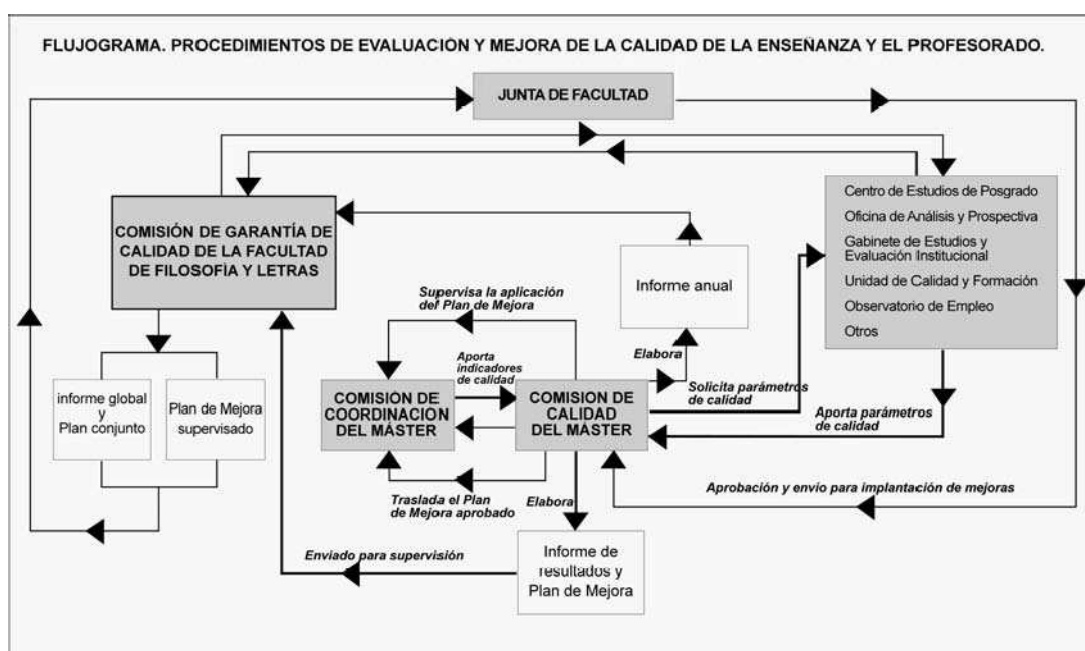 FLUJOGRAMA. PROCEDIMIENTOS DE EVALUACIÓN Y MEJORA DE LA CALIDAD DE LA ENSEÑANZA Y EL PROFESORADO.
JUNTA DE FACULTAD
COMISIÓN DE GARANTÍA DE
CALIDAD DE LA FACULTAD
DE FILOSOFÍA Y LETRAS
Centro de Estudios de Posgrado
Oficina de Análisis y Prospectiva
Gabinete de Estudios y
Evaluación Institucional
Unidad de Calidad y Formación
Observatorio de Empleo
Otros
Informe anual
Supervisa la aplicación
del Plan de Mejora
Elabora
Aporta
indicadores
de calidad
Solicita parámetros
de calidad
informe global
y
Plan conjunto
Plan de Mejora
supervisado
COMISIÓN DE
COORDINACIÓN
DEL MÁSTER
COMISION DE
CALIDAD
DEL MÁSTER
Aporta parámetros
de calidad
Traslada el Plan
de Mejora aprobado
Elabora
Aprobación y envio para implantación de mejoras
Enviado para supervisión
Informe de
resultados y
Plan de Mejora